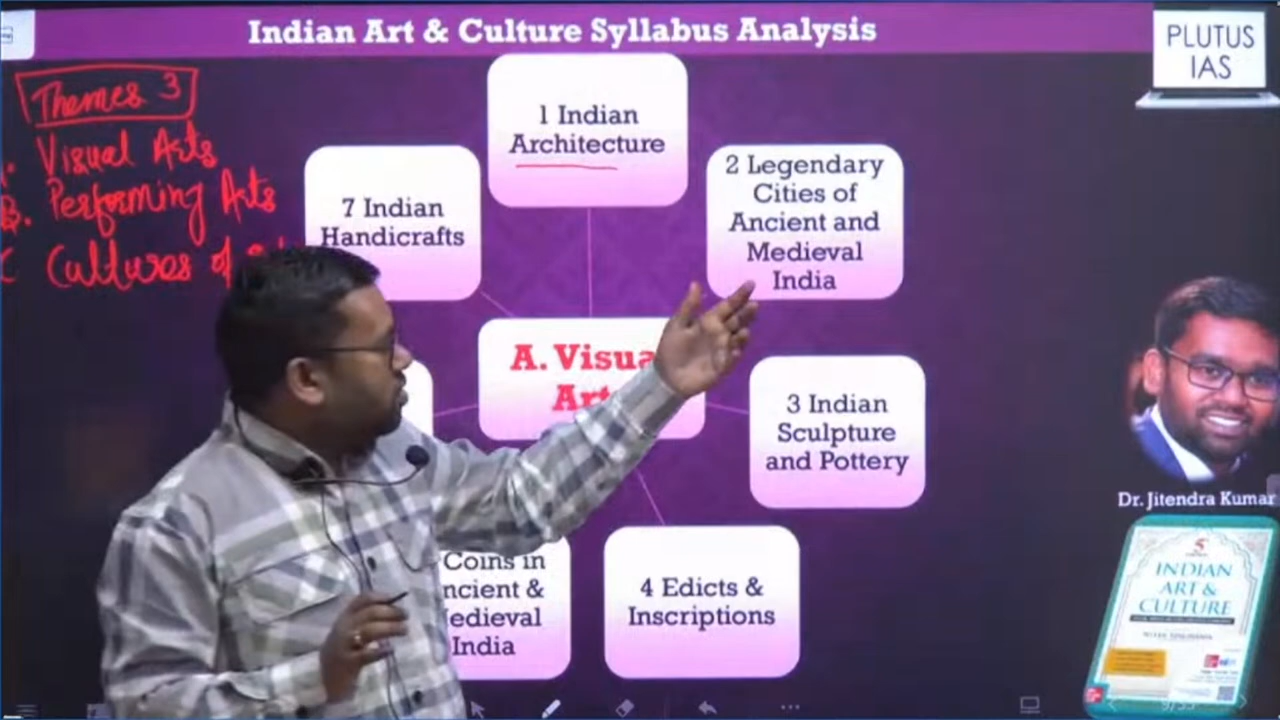 Indian Art & Culture Syllabus Analysis
PLUTUS
IAS
Themes 3
Visual Arts
B. Performing Arts
C Cultures of
1 Indian
Architecture
2 Legendary
Cities of
Ancient and
Medieval
India
7 Indian
Handicrafts
A. Visua
Art
3 Indian
Sculpture
and Pottery
4 Edicts &
Inscriptions
Coins in
ncient &
edieval
India
Dr. Jitendra Kumar
5
INDIAN
ART &
CULTURE